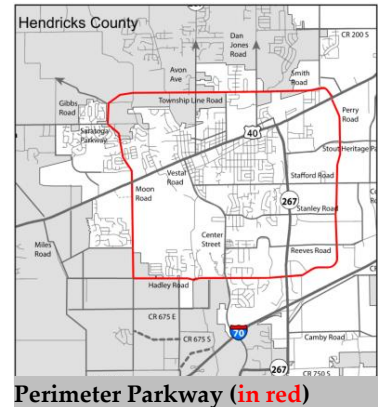 Hendricks County
Dan
Jones
Road
CR 200 S
Avon
Ave
Smith
Road
Gibbs
Road
Township Line Road
Perry
Road
Saratoga
Parkway
40
Stout Heritage Pa
Vestal
Road
Stafford Road
Moon
Road
267
Stanley Road
Center
Street
Miles
Road
Reeves Road
Hadley Road
CR 675 E
70
CR 675 S
Camby Road
267
CR 750 S
Perimeter Parkway (in red)